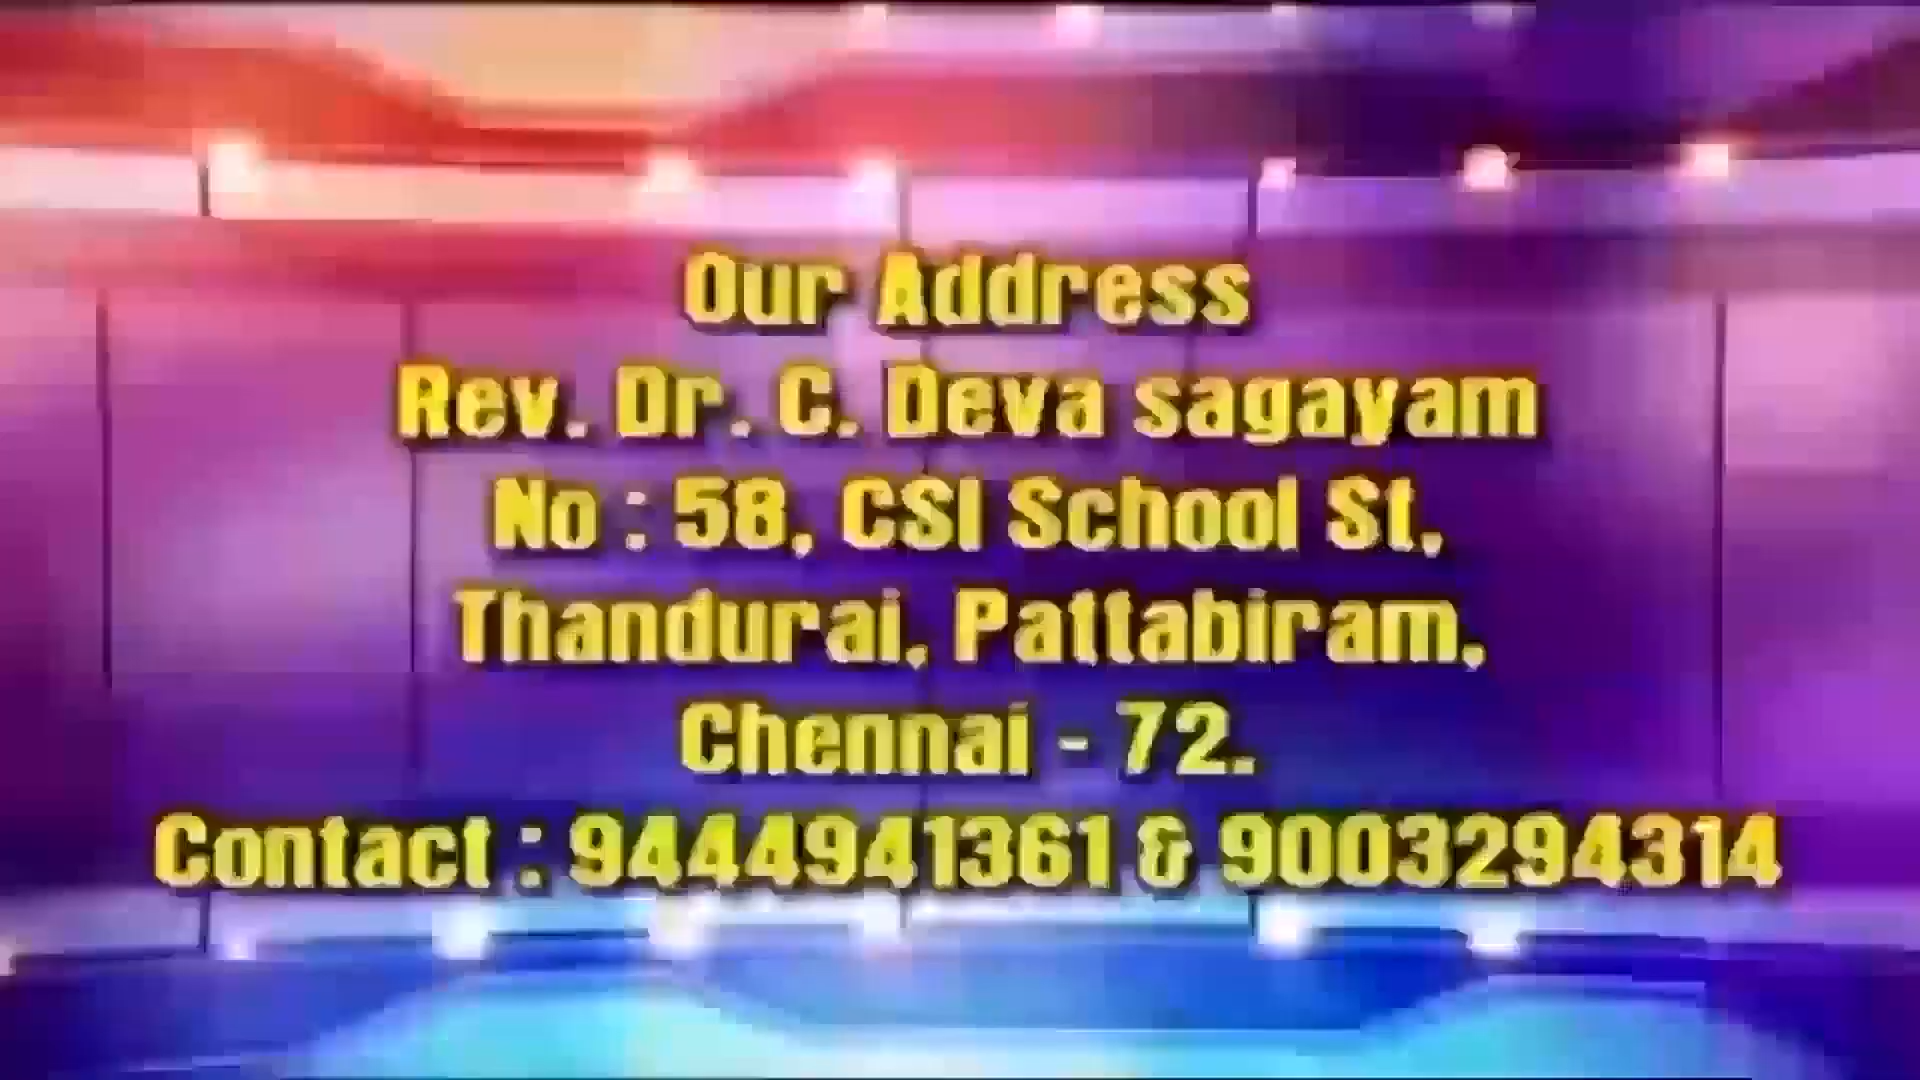 Our Address
Rev. Dr. C. Deva sagayam
No : 58, CSI School St,
Thandurai, Pattabiram,
Chennai - 72.
Contact : 9444941361 & 9003294314